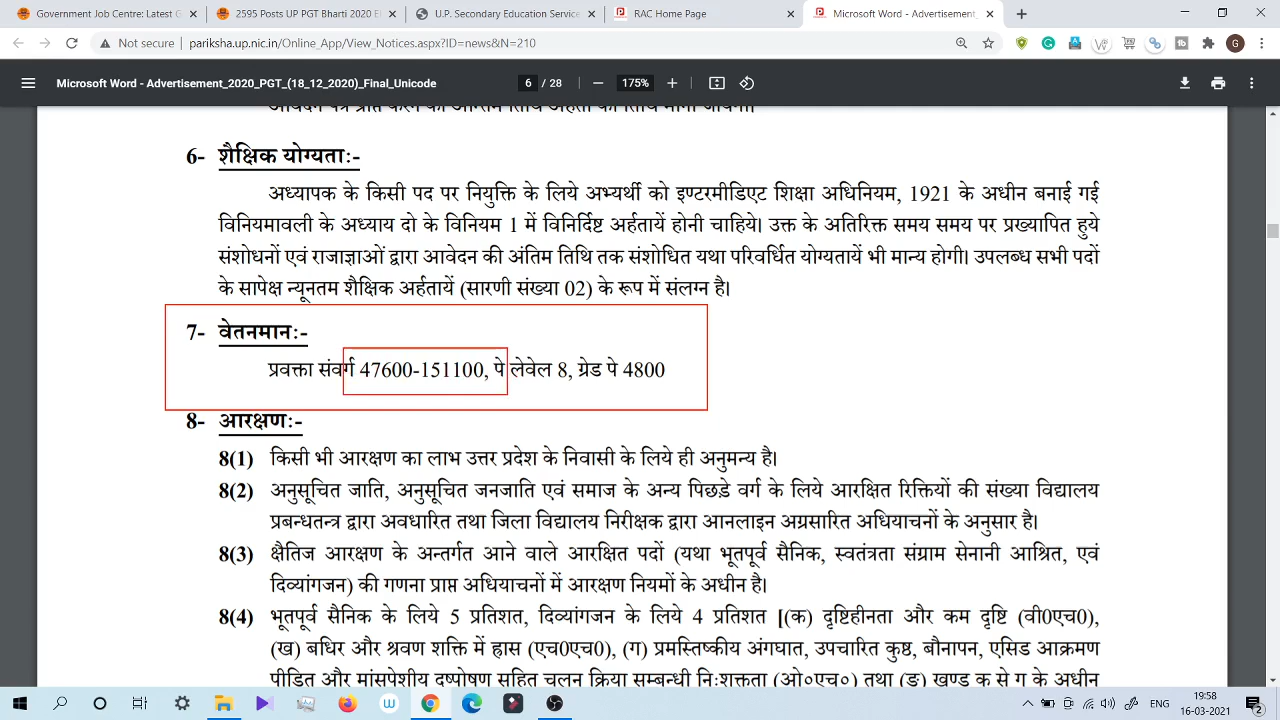 Government Job Centre: Latest G
2595 Posts UP PGT Bharti 2020 El
U.P. Secondary Education Service
RAC Home Page
Microsoft Word - Advertisement_
Not secure | pariksha.up.nic.in/Online_App/View_Notices.aspx?ID=news&N=210
Microsoft Word - Advertisement_2020_PGT_(18_12_2020)_Final_Unicode
6 / 28
175%
आवेदन पत्र प्राप्त करने की अन्तिम तिथि अर्हता की तिथि मानी जायेगी।
6- शैक्षिक योग्यताः-
अध्यापक के किसी पद पर नियुक्ति के लिये अभ्यर्थी को इण्टरमीडिएट शिक्षा अधिनियम, 1921 के अधीन बनाई गई
विनियमावली के अध्याय दो के विनियम 1 में विनिर्दिष्ट अर्हतायें होनी चाहिये। उक्त के अतिरिक्त समय समय पर प्रख्यापित हुये
संशोधनों एवं राजाज्ञाओं द्वारा आवेदन की अंतिम तिथि तक संशोधित यथा परिवर्धित योग्यतायें भी मान्य होगी। उपलब्ध सभी पदों
के सापेक्ष न्यूनतम शैक्षिक अर्हतायें (सारणी संख्या 02) के रूप में संलग्न है।
7- वेतनमानः-
प्रवक्ता संवर्ग 47600-151100, पे लेवेल 8, ग्रेड पे 4800
8- आरक्षणः-
8(1) किसी भी आरक्षण का लाभ उत्तर प्रदेश के निवासी के लिये ही अनुमन्य है।
8(2) अनुसूचित जाति, अनुसूचित जनजाति एवं समाज के अन्य पिछड़े वर्ग के लिये आरक्षित रिक्तियों की संख्या विद्यालय
प्रबन्धतन्त्र द्वारा अवधारित तथा जिला विद्यालय निरीक्षक द्वारा आनलाइन अग्रसारित अधियाचनों के अनुसार है।
8(3) क्षैतिज आरक्षण के अन्तर्गत आने वाले आरक्षित पदों (यथा भूतपूर्व सैनिक, स्वतंत्रता संग्राम सेनानी आश्रित, एवं
दिव्यांगजन) की गणना प्राप्त अधियाचनों में आरक्षण नियमों के अधीन है।
8(4) भूतपूर्व सैनिक के लिये 5 प्रतिशत, दिव्यांगजन के लिये 4 प्रतिशत [(क) दृष्टिहीनता और कम दृष्टि (वी0एच0),
(ख) बधिर और श्रवण शक्ति में ह्रास (एच0एच0), (ग) प्रमस्तिष्कीय अंगघात, उपचारित कुष्ठ, बौनापन, एसिड आक्रमण
पीड़ित और मांसपेशीय दुष्पोषण सहित चलन क्रिया सम्बन्धी निःशक्तता (ओ०एच०) तथा (ङ) खण्ड क से ग के अधीन
ENG
19:58
16-03-2021